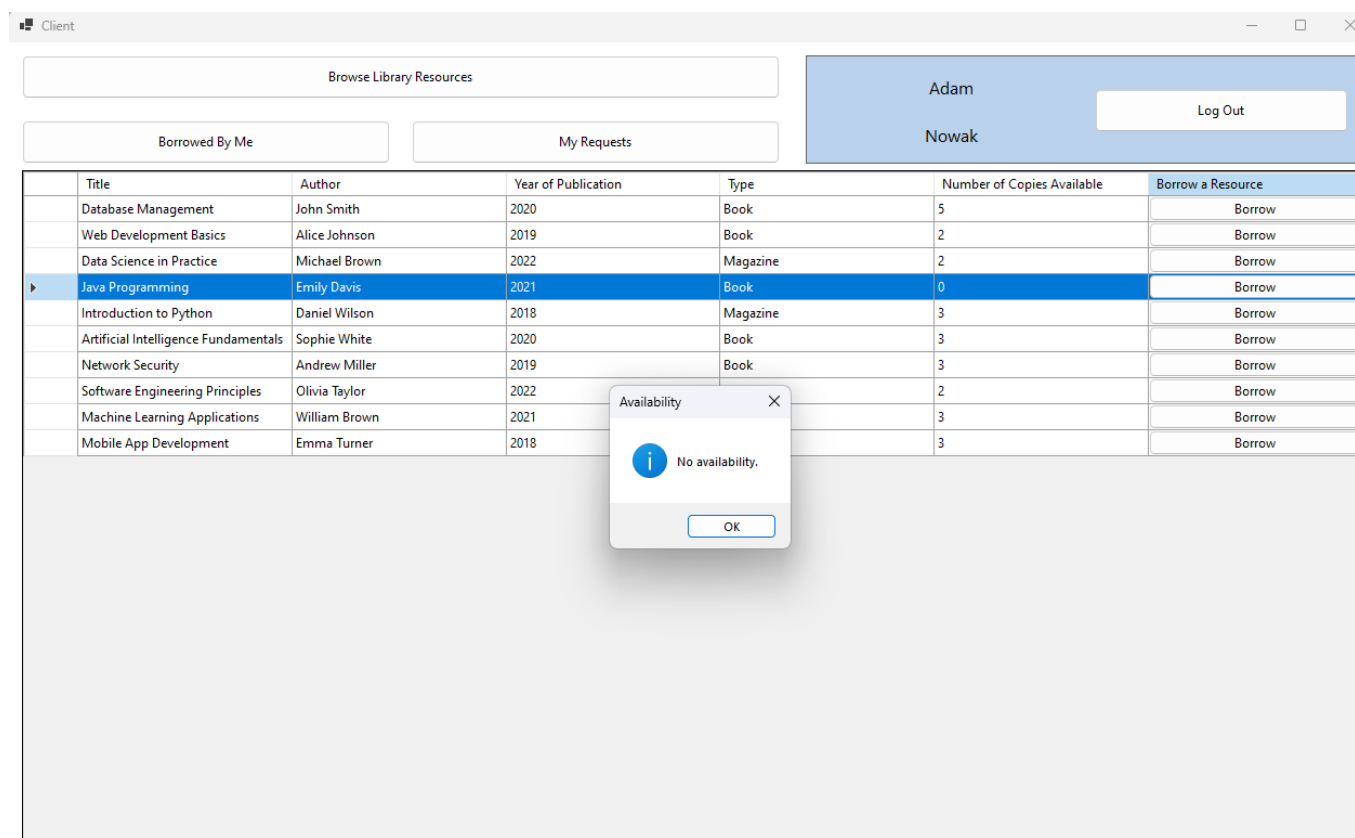 Client
Browse Library Resources
Adam
Log Out
Borrowed By Me My Requests
Nowak
Title Author Year of Publication Type Number of Copies Available Borrow a Resource
Database Management John Smith 2020 Book 5 Borrow
Web Development Basics Alice Johnson 2019 Book 2 Borrow
Data Science in Practice Michael Brown 2022 Magazine 2 Borrow
Java Programming Emily Davis 2021 Book 0 Borrow
Introduction to Python Daniel Wilson 2018 Magazine 3 Borrow
Artificial Intelligence Fundamentals Sophie White 2020 Book 3 Borrow
Network Security Andrew Miller 2019 Book 3 Borrow
Software Engineering Principles Olivia Taylor 2022 2 Borrow
Machine Learning Applications William Brown 2021 3 Borrow
Mobile App Development Emma Turner 2018 3 Borrow
Availability
No availability.
OK